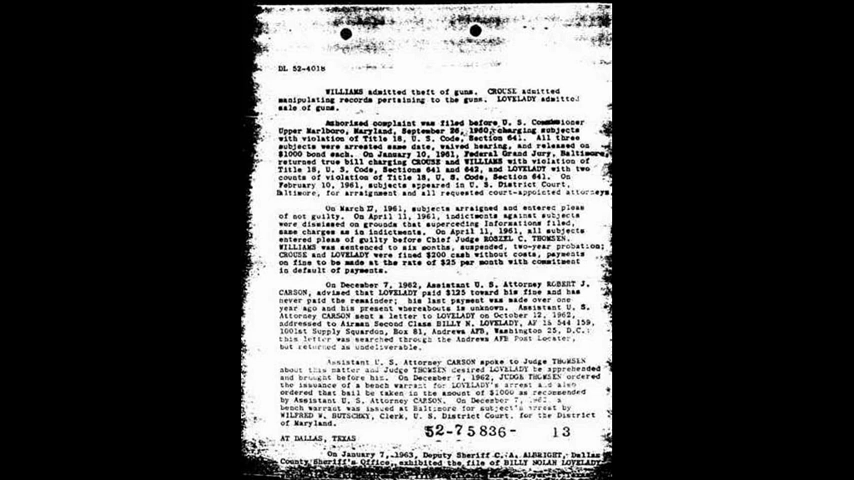 DL 52-4018
WILLIAMS admitted theft of guns. CROUSE admitted
manipulating records pertaining to the guns. LOVELADY admitted
sale of guns.
Authorized complaint was filed before U. S. Commissioner
Upper Marlboro, Maryland, September 26, 1960, charging subjects
with violation of Title 18, U. S. Code, Section 641. All three
subjects were arrested same date, waived hearing, and released on
$1000 bond each. On January 10, 1961, Federal Grand Jury, Baltimore,
returned true bill charging CROUSE and WILLIAMS with violation of
Title 18, U. S. Code, Sections 641 and 642, and LOVELADY with two
counts of violation of Title 18, U. S. Code, Section 641. On
February 10, 1961, subjects appeared in U. S. District Court,
Baltimore, for arraignment and all requested court-appointed attorneys.
On March 17, 1961, subjects arraigned and entered pleas
of not guilty. On April 11, 1961, indictments against subjects
were dismissed on grounds that superceding Informations filed,
same charges as in indictments. On April 11, 1961, all subjects
entered pleas of guilty before Chief Judge ROSZEL C. THOMSEN.
WILLIAMS was sentenced to six months, suspended, two-year probation;
CROUSE and LOVELADY were fined $200 cash without costs, payments
on fine to be made at the rate of $25 per month with commitment
in default of payments.
On December 7, 1962, Assistant U. S. Attorney ROBERT J.
CARSON, advised that LOVELADY paid $125 toward his fine and has
never paid the remainder; his last payment was made over one
year ago and his present whereabouts is unknown. Assistant U. S.
Attorney CARSON sent a letter to LOVELADY on October 12, 1962,
addressed to Airman Second Class BILLY N. LOVELADY, AF 15 544 159,
1001st Supply Squardon, Box 81, Andrews AFB, Washington 25, D.C.;
this letter was searched through the Andrews AFB Post Locater,
but returned as undeliverable.
Assistant U. S. Attorney CARSON spoke to Judge THOMSEN
about this matter and Judge THOMSEN desired LOVELADY be apprehended
and brought before him. On December 7, 1962, JUDGE THOMSEN ordered
the issuance of a bench warrant for LOVELADY's arrest and also
ordered that bail be taken in the amount of $1000 as recommended
by Assistant U. S. Attorney CARSON. On December 7, 1962, a
bench warrant was issued at Baltimore for subject's arrest by
WILFRED W. BUTSCHKY, Clerk, U. S. District Court, for the District
of Maryland.
52-75836- 13
AT DALLAS, TEXAS
On January 7, 1963, Deputy Sheriff C. A. ALBRIGHT, Dallas
County Sheriff's Office, exhibited the file of BILLY NOLAN LOVELADY